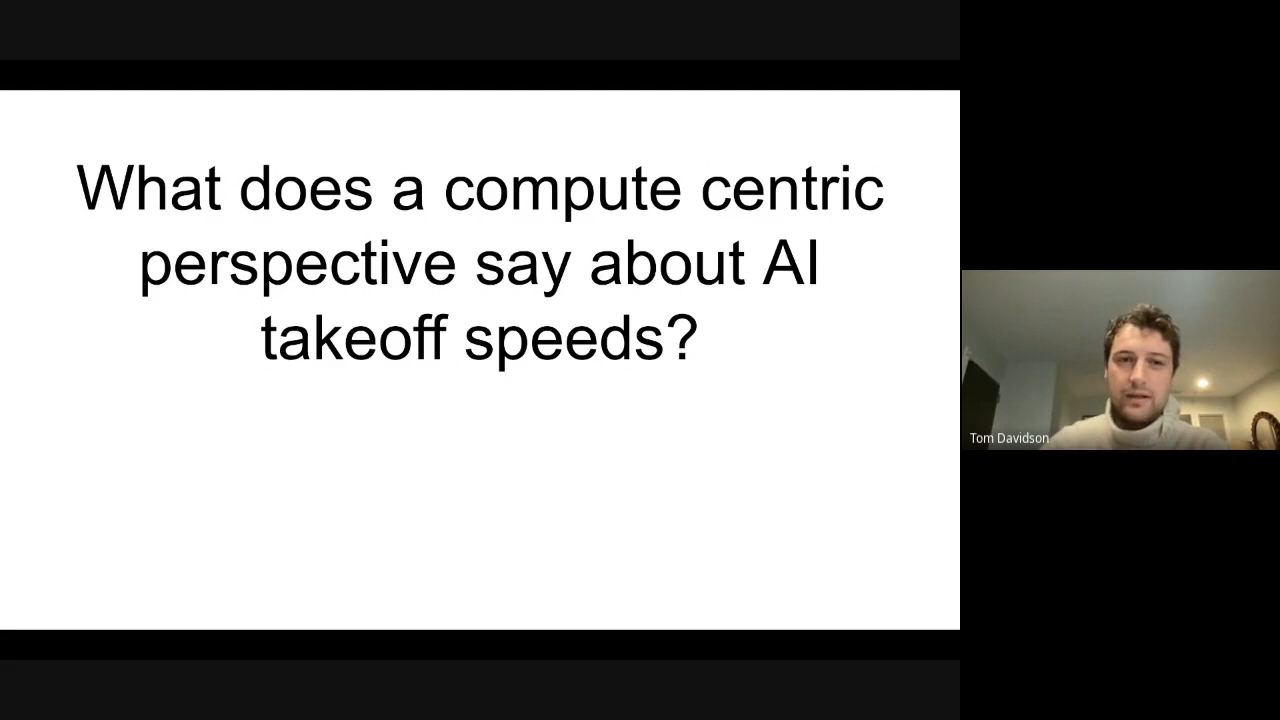 What does a compute centric
perspective say about AI
takeoff speeds?
Tom Davidson